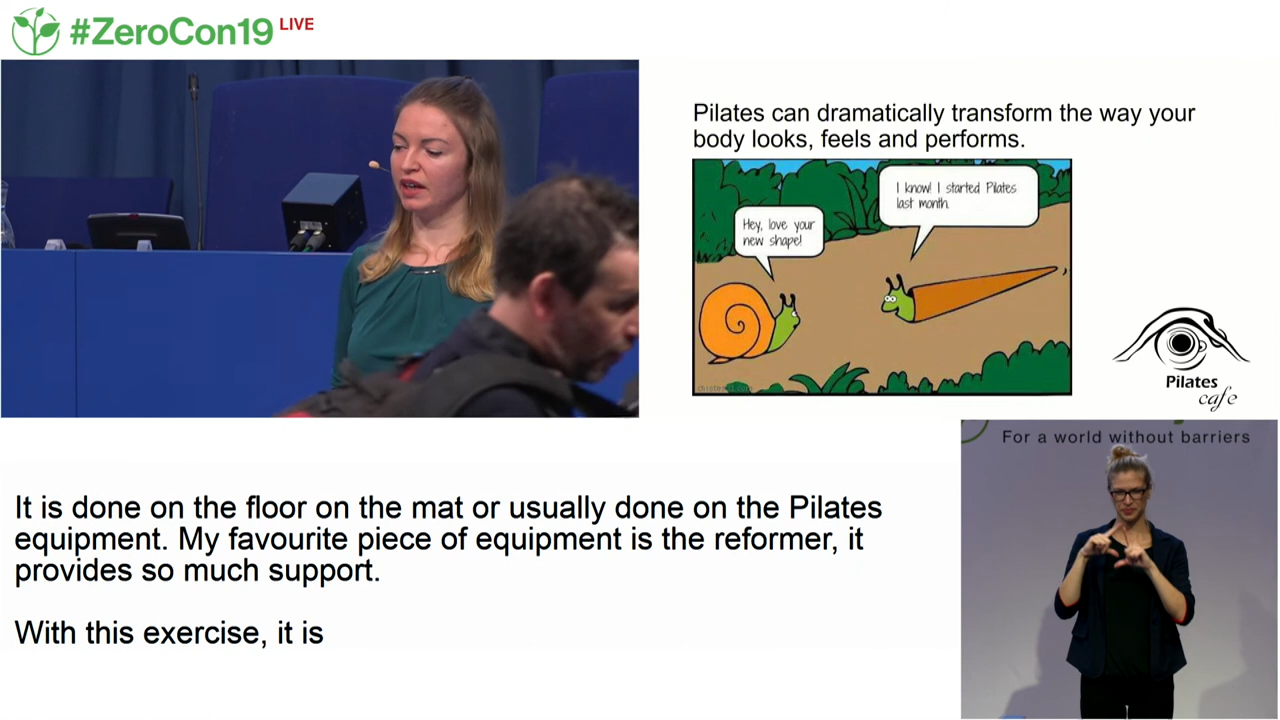 #ZeroCon19 LIVE
Pilates can dramatically transform the way your
body looks, feels and performs.
I know! I started Pilates
last month.
Hey, love your
new shape!
Pilates
cafe
For a world without barriers
It is done on the floor on the mat or usually done on the Pilates
equipment. My favourite piece of equipment is the reformer, it
provides so much support.
With this exercise, it is